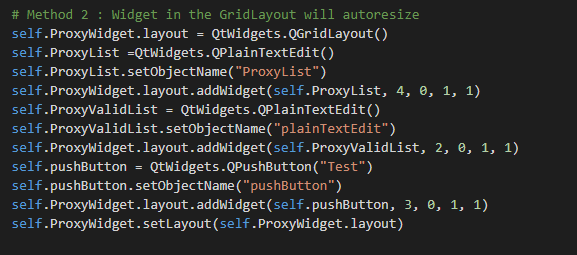 # Method 2 : Widget in the GridLayout will autoresize
self.ProxyWidget.layout = QtWidgets.QGridLayout()
self.ProxyList =QtWidgets.QPlainTextEdit()
self.ProxyList.setObjectName("ProxyList")
self.ProxyWidget.layout.addWidget(self.ProxyList, 4, 0, 1, 1)
self.ProxyValidList = QtWidgets.QPlainTextEdit()
self.ProxyValidList.setObjectName("plainTextEdit")
self.ProxyWidget.layout.addWidget(self.ProxyValidList, 2, 0, 1, 1)
self.pushButton = QtWidgets.QPushButton("Test")
self.pushButton.setObjectName("pushButton")
self.ProxyWidget.layout.addWidget(self.pushButton, 3, 0, 1, 1)
self.ProxyWidget.setLayout(self.ProxyWidget.layout)